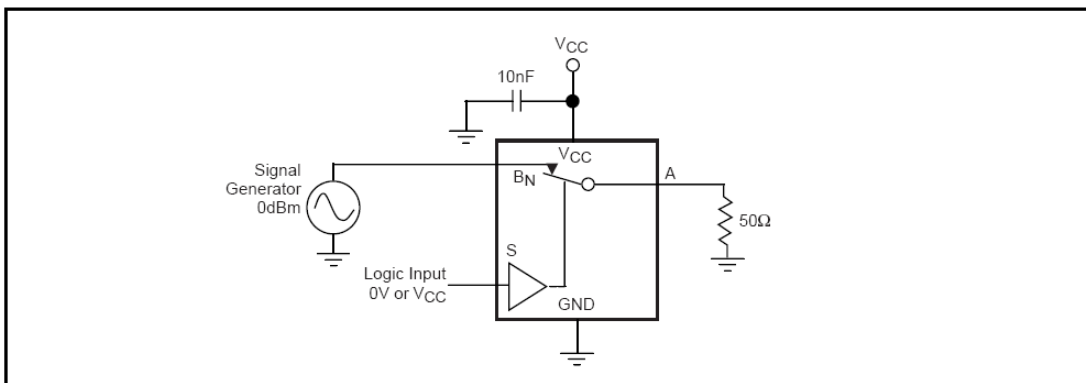 VCC
10nF
VCC
Signal
Generator
0dBm
BN
A
50Ω
S
Logic Input
0V or VCC
GND